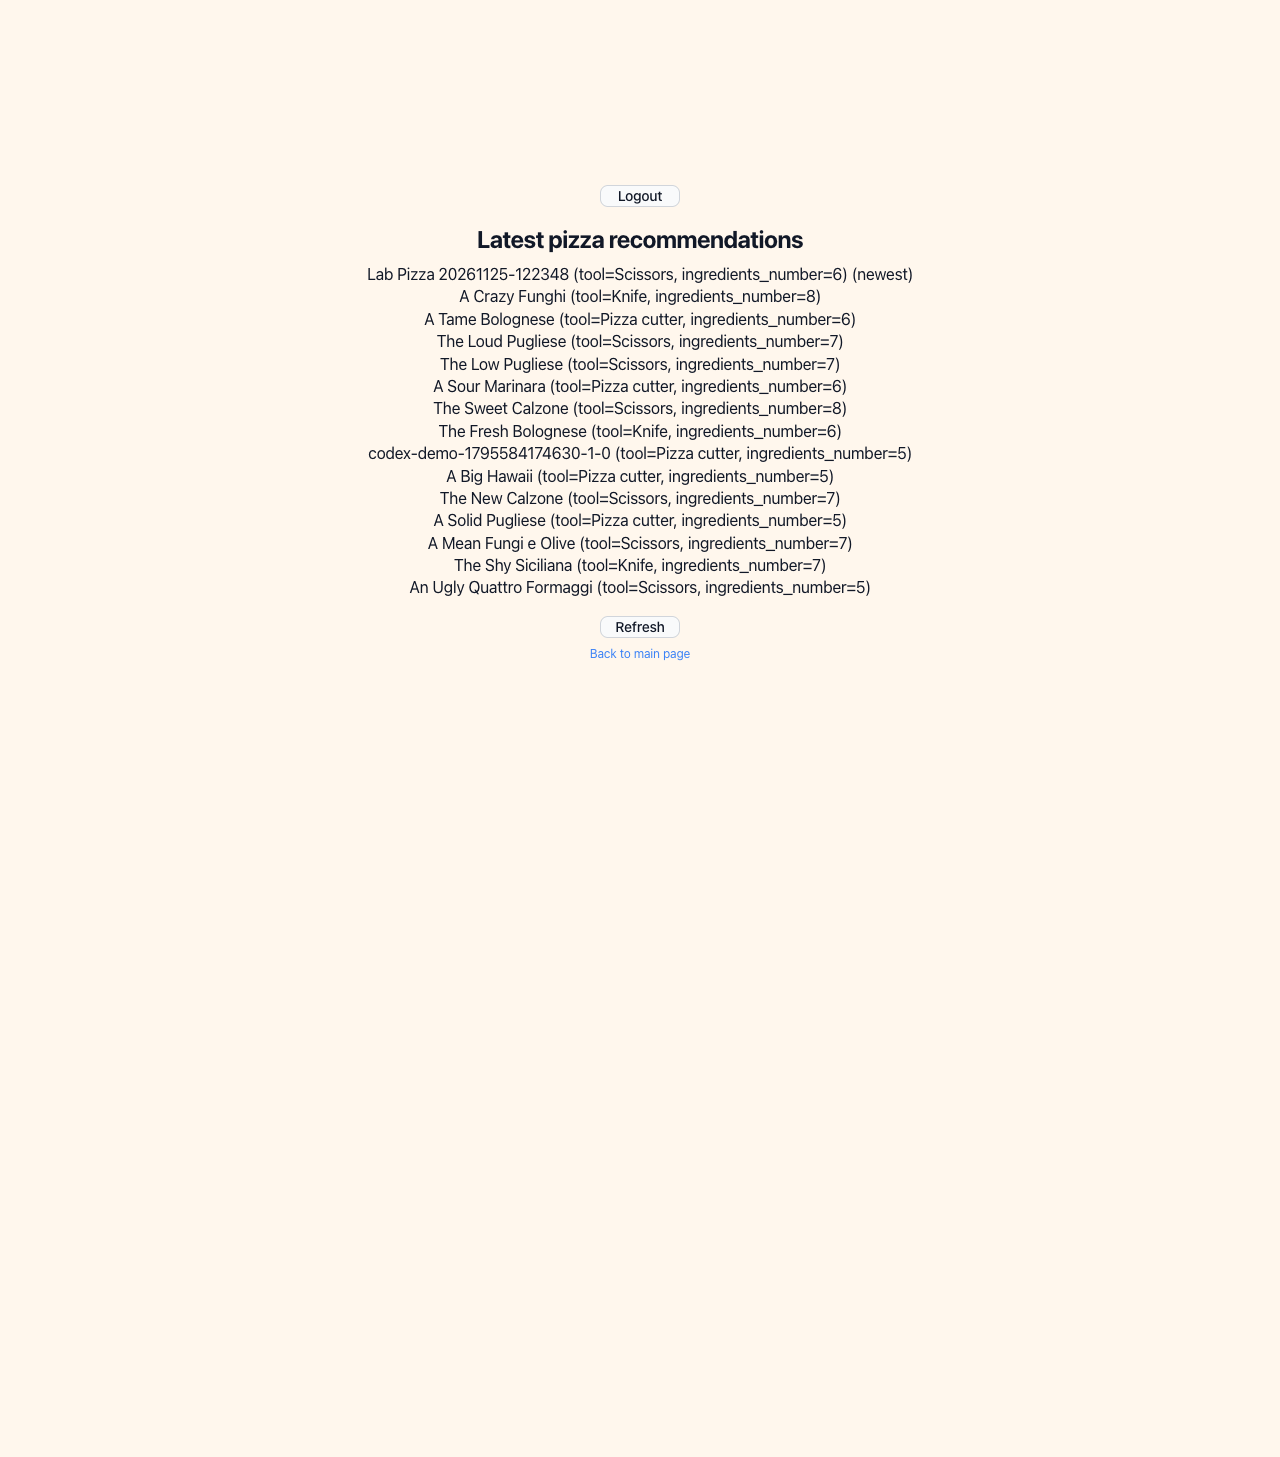 Logout
Latest pizza recommendations
Lab Pizza 20261125-122348 (tool=Scissors, ingredients_number=6) (newest)
A Crazy Funghi (tool=Knife, ingredients_number=8)
A Tame Bolognese (tool=Pizza cutter, ingredients_number=6)
The Loud Pugliese (tool=Scissors, ingredients_number=7)
The Low Pugliese (tool=Scissors, ingredients_number=7)
A Sour Marinara (tool=Pizza cutter, ingredients_number=6)
The Sweet Calzone (tool=Scissors, ingredients_number=8)
The Fresh Bolognese (tool=Knife, ingredients_number=6)
codex-demo-1795584174630-1-0 (tool=Pizza cutter, ingredients_number=5)
A Big Hawaii (tool=Pizza cutter, ingredients_number=5)
The New Calzone (tool=Scissors, ingredients_number=7)
A Solid Pugliese (tool=Pizza cutter, ingredients_number=5)
A Mean Fungi e Olive (tool=Scissors, ingredients_number=7)
The Shy Siciliana (tool=Knife, ingredients_number=7)
An Ugly Quattro Formaggi (tool=Scissors, ingredients_number=5)
Refresh
Back to main page